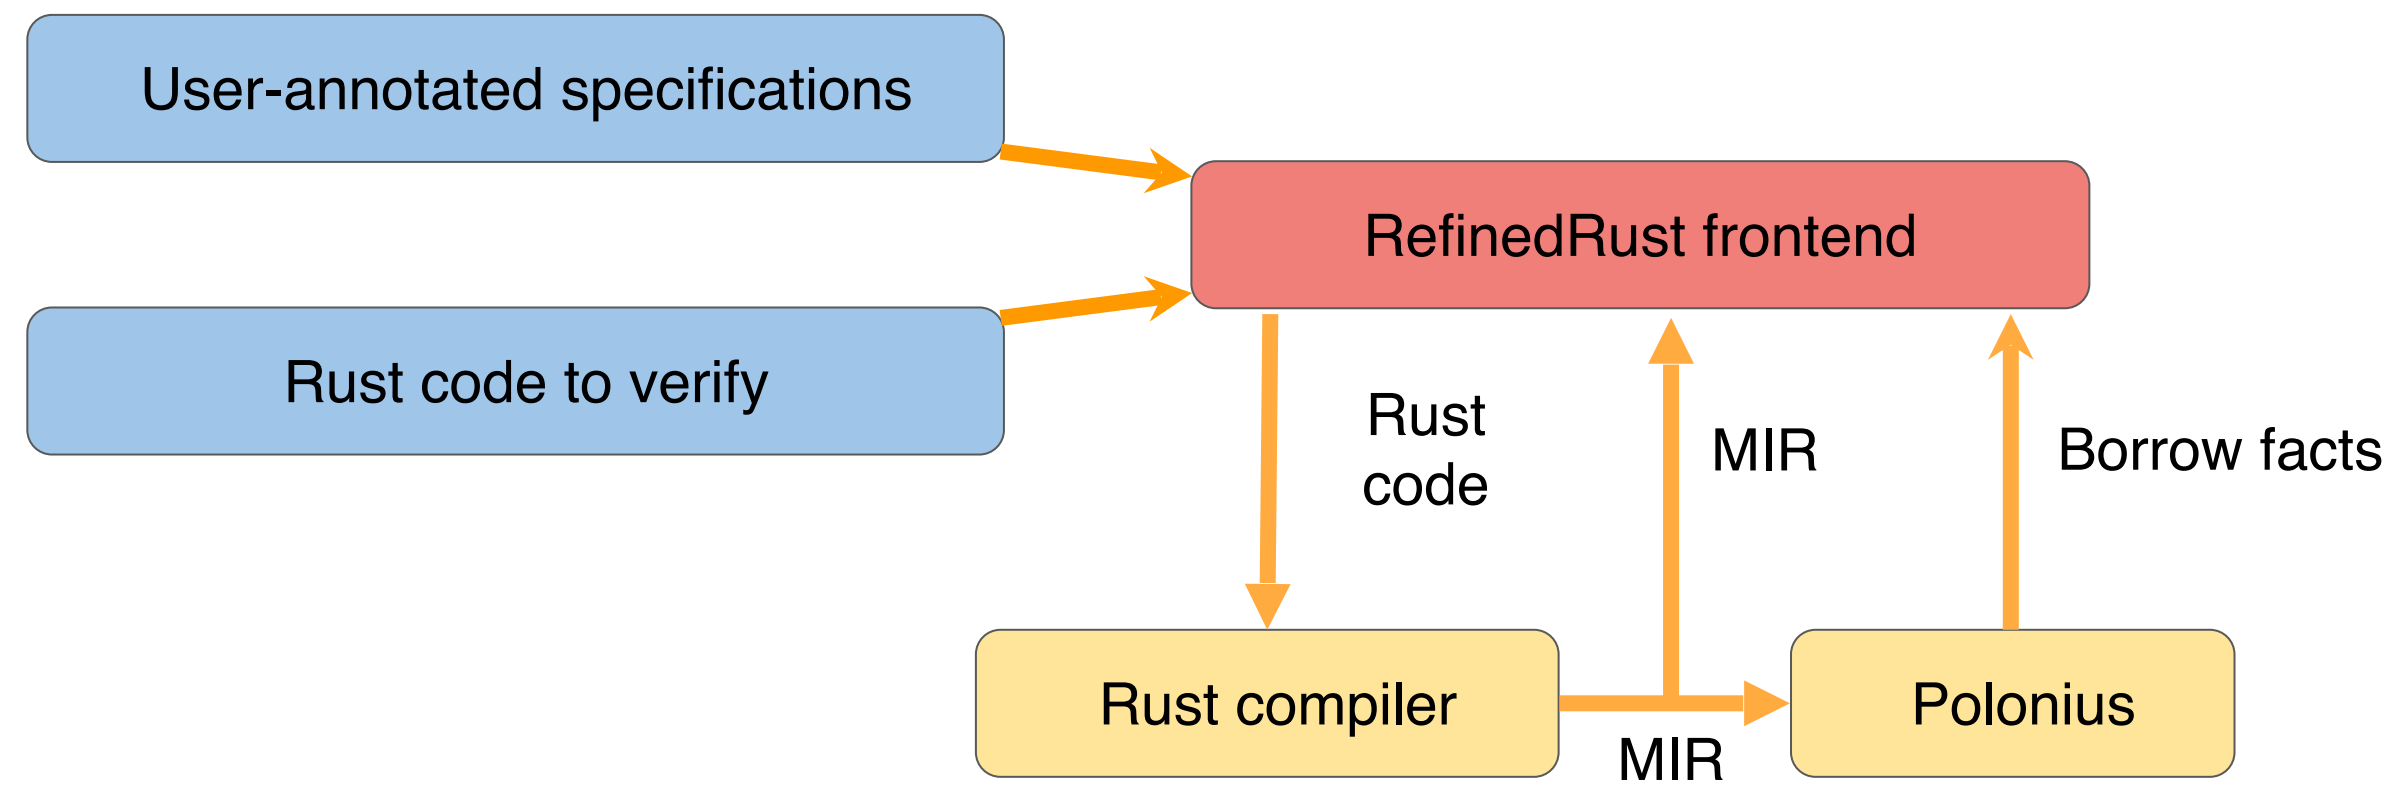 User-annotated specifications
RefinedRust frontend
Rust code to verify
Rust
code
MIR
Borrow facts
Rust compiler
MIR
Polonius